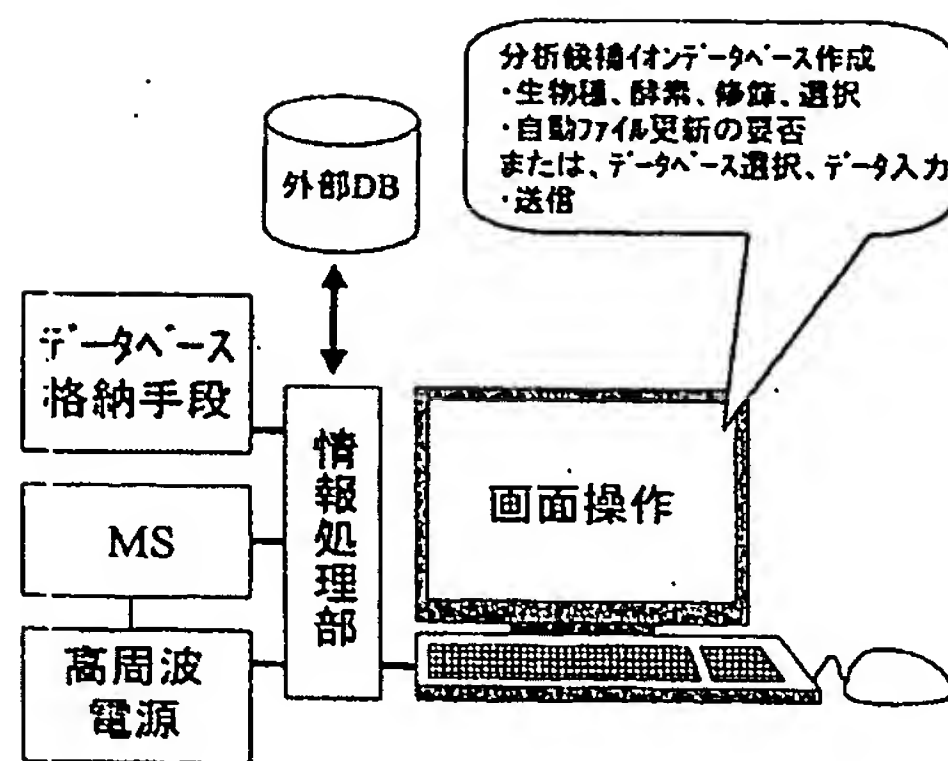 分析候補イオンデータベース作成
・生物種、酵素、修飾、選択
・自動ファイル更新の要否
または、データベース選択、データ入力
・送信
外部DB
データベース
格納手段
情報処理部
MS
高周波
電源
画面操作